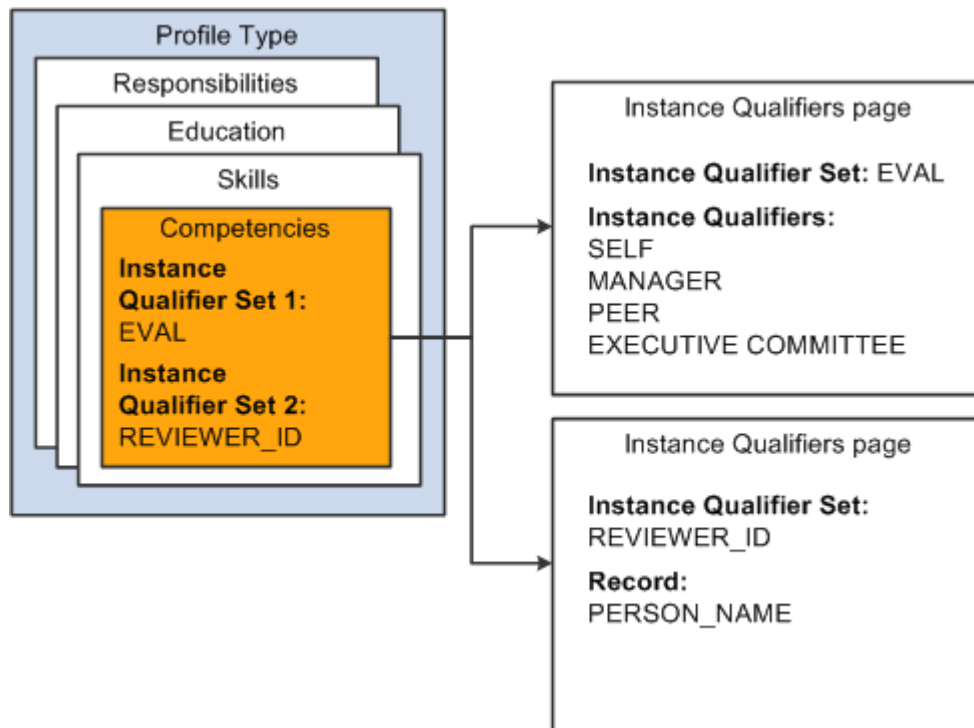 Profile Type
Responsibilities
Education
Skills
Competencies
Instance
Qualifier Set 1:
EVAL
Instance
Qualifier Set 2:
REVIEWER_ID
Instance Qualifiers page
Instance Qualifier Set: EVAL
Instance Qualifiers:
SELF
MANAGER
PEER
EXECUTIVE COMMITTEE
Instance Qualifiers page
Instance Qualifier Set:
REVIEWER_ID
Record:
PERSON_NAME